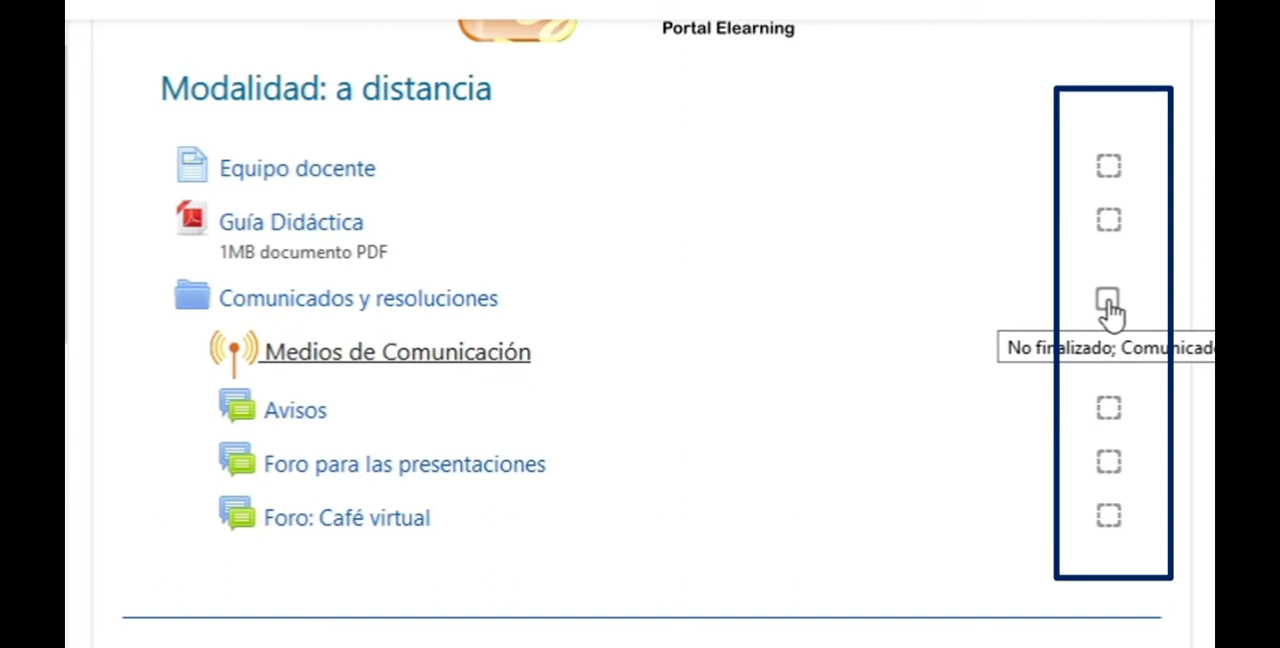 Portal Elearning
Modalidad: a distancia
Equipo docente
Guía Didáctica
1MB documento PDF
Comunicados y resoluciones
Medios de Comunicación
No finalizado; Comunicado
Avisos
Foro para las presentaciones
Foro: Café virtual